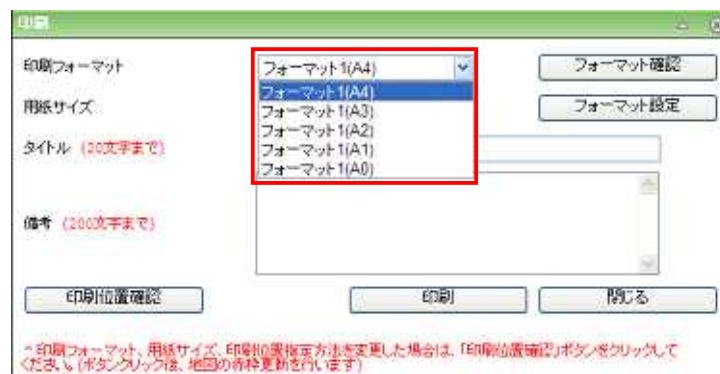 印刷
印刷フォーマット
フォーマット1(A4)
フォーマット確認
フォーマット1(A4)
フォーマット1(A3)
フォーマット1(A2)
フォーマット1(A1)
フォーマット1(A0)
用紙サイズ
フォーマット設定
タイトル (20文字まで)
備考 (200文字まで)
印刷位置確認
印刷
閉じる
印刷フォーマット、用紙サイズ、印刷位置指定方法を変更した場合は、「印刷位置確認」ボタンをクリックして
ください。(ボタンクリック後、地図の赤枠更新を行います)